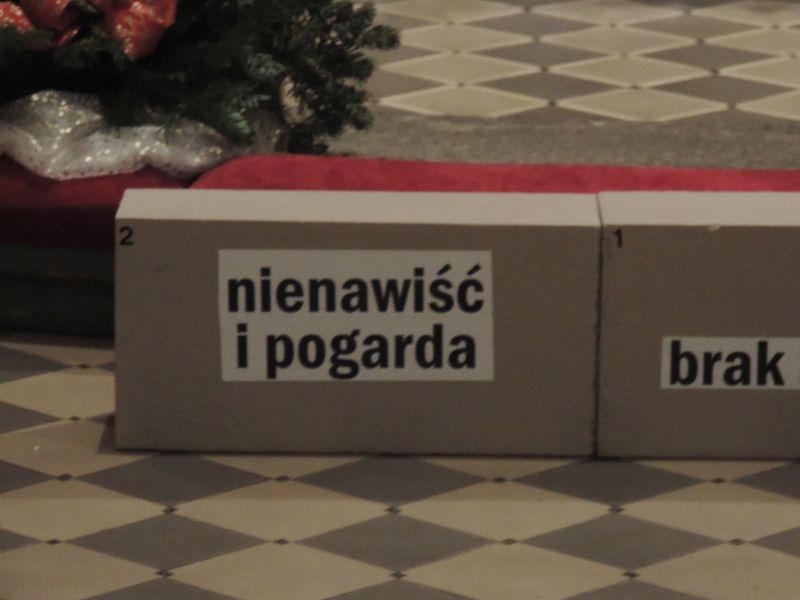 2
nienawiść
i pogarda
1
brak